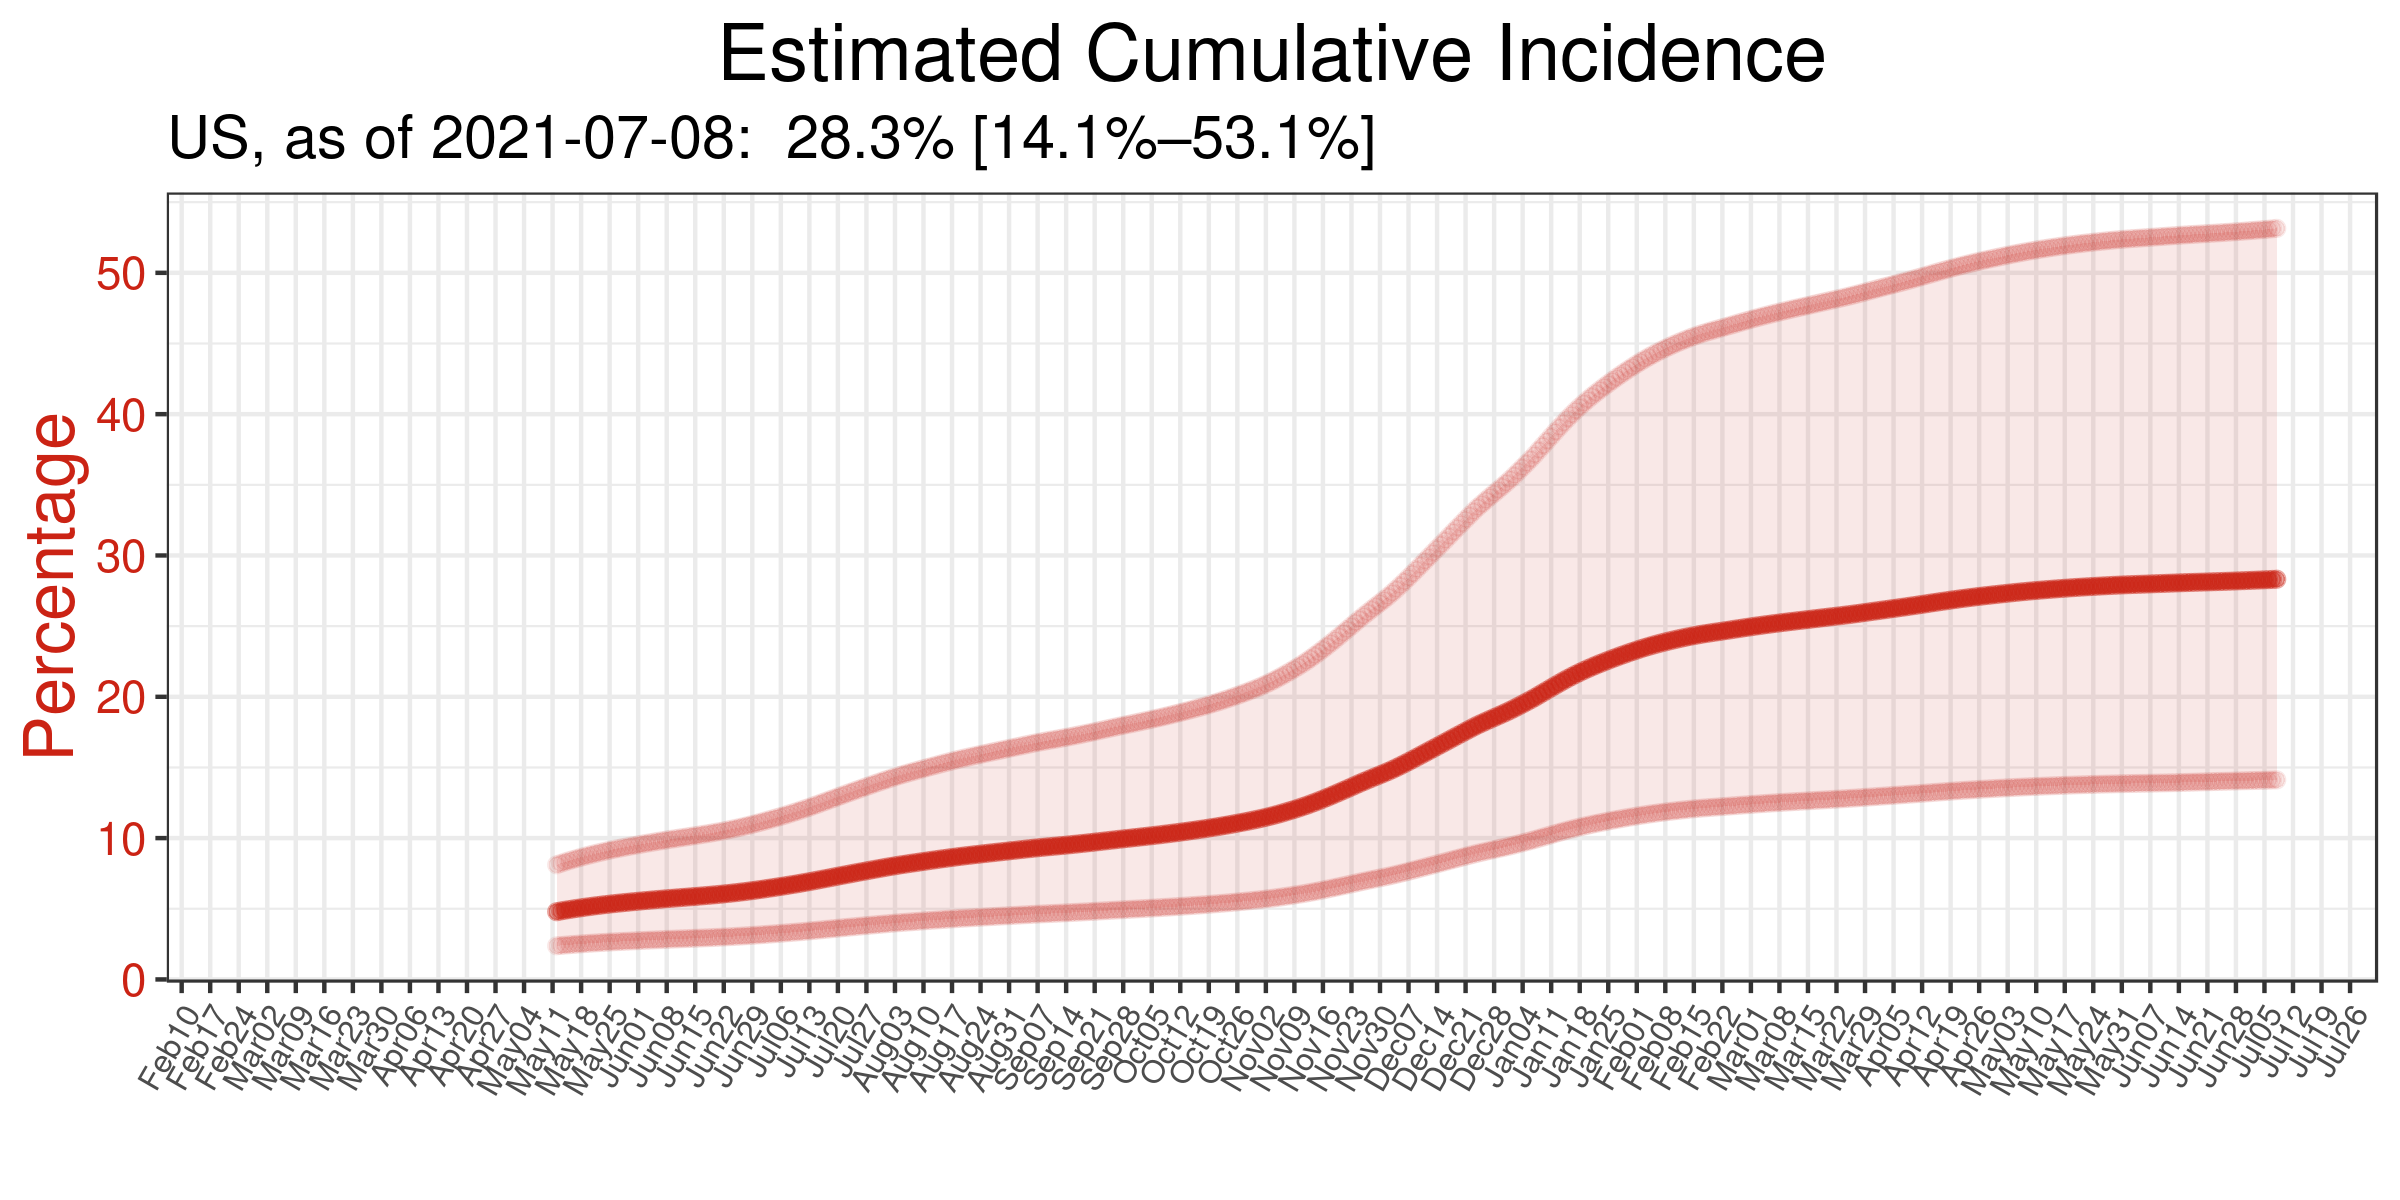 Estimated Cumulative Incidence
US, as of 2021-07-08:  28.3% [14.1%–53.1%]
Percentage
50
40
30
20
10
0
Feb10
Feb17
Feb24
Mar02
Mar09
Mar16
Mar23
Mar30
Apr06
Apr13
Apr20
Apr27
May04
May11
May18
May25
Jun01
Jun08
Jun15
Jun22
Jun29
Jul06
Jul13
Jul20
Jul27
Aug03
Aug10
Aug17
Aug24
Aug31
Sep07
Sep14
Sep21
Sep28
Oct05
Oct12
Oct19
Oct26
Nov02
Nov09
Nov16
Nov23
Nov30
Dec07
Dec14
Dec21
Dec28
Jan04
Jan11
Jan18
Jan25
Feb01
Feb08
Feb15
Feb22
Mar01
Mar08
Mar15
Mar22
Mar29
Apr05
Apr12
Apr19
Apr26
May03
May10
May17
May24
May31
Jun07
Jun14
Jun21
Jun28
Jul05
Jul12
Jul19
Jul26